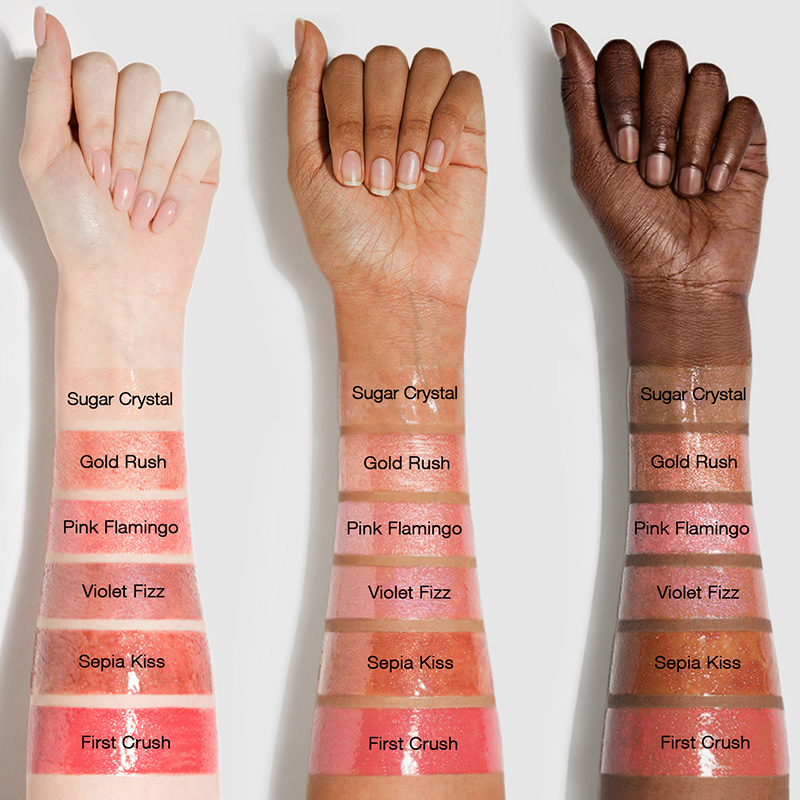 Sugar Crystal
Gold Rush
Pink Flamingo
Violet Fizz
Sepia Kiss
First Crush
Sugar Crystal
Gold Rush
Pink Flamingo
Violet Fizz
Sepia Kiss
First Crush
Sugar Crystal
Gold Rush
Pink Flamingo
Violet Fizz
Sepia Kiss
First Crush